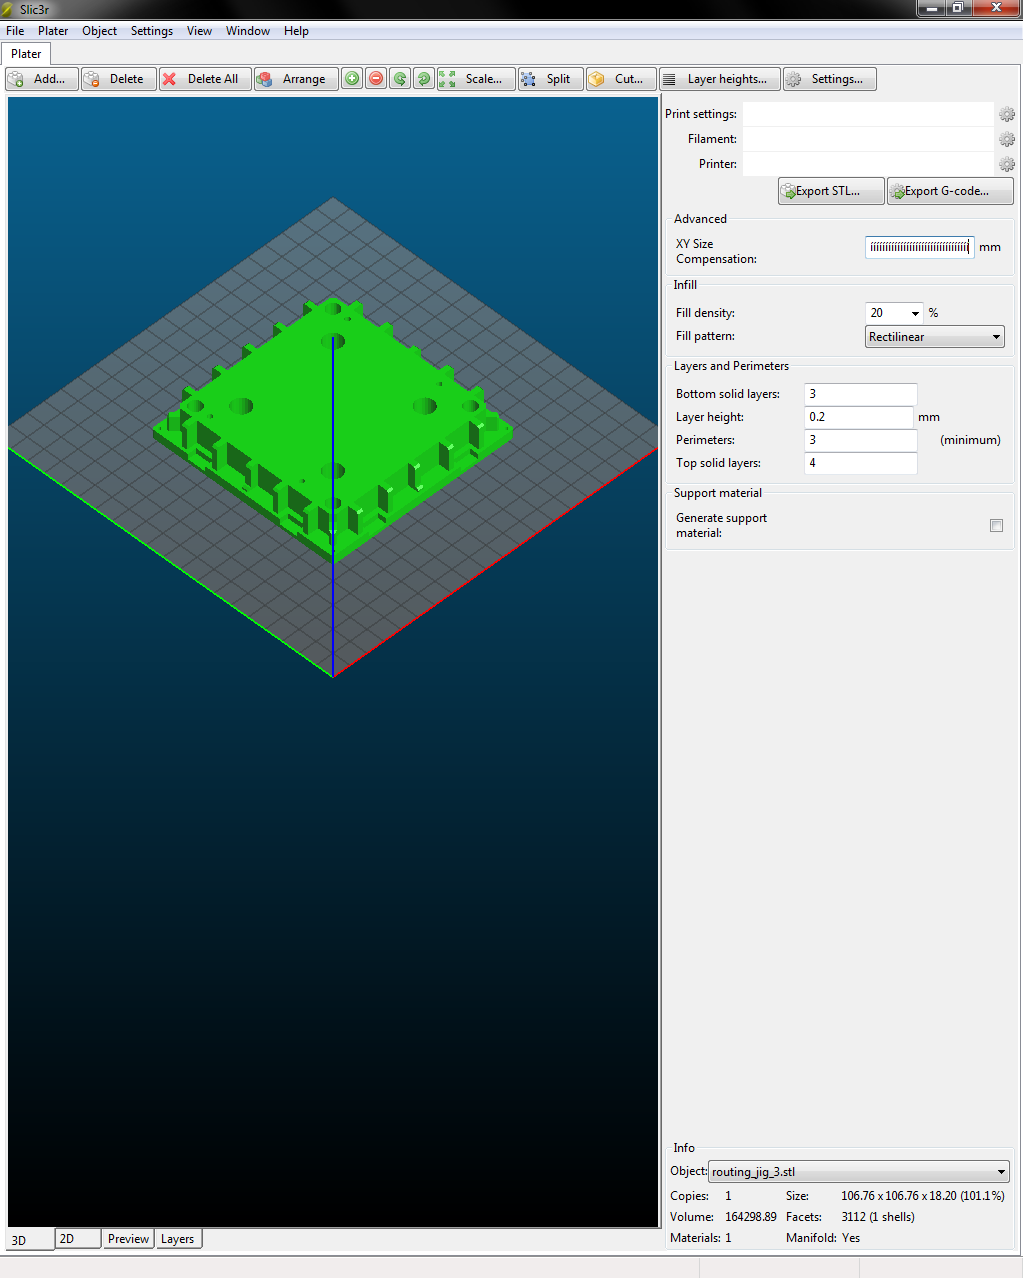 Slic3r
File Plater Object Settings View Window Help
Plater
Add... Delete Delete All Arrange Scale... Split Cut... Layer heights... Settings...
Print settings:
Filament:
Printer:
Export STL... Export G-code...
Advanced
XY Size
Compensation:
mm
Infill
Fill density: 20 %
Fill pattern: Rectilinear
Layers and Perimeters
Bottom solid layers: 3
Layer height: 0.2 mm
Perimeters: 3 (minimum)
Top solid layers: 4
Support material
Generate support
material:
Info
Object: routing_jig_3.stl
Copies: 1 Size: 106.76 x 106.76 x 18.20 (101.1%)
Volume: 164298.89 Facets: 3112 (1 shells)
Materials: 1 Manifold: Yes
3D 2D Preview Layers